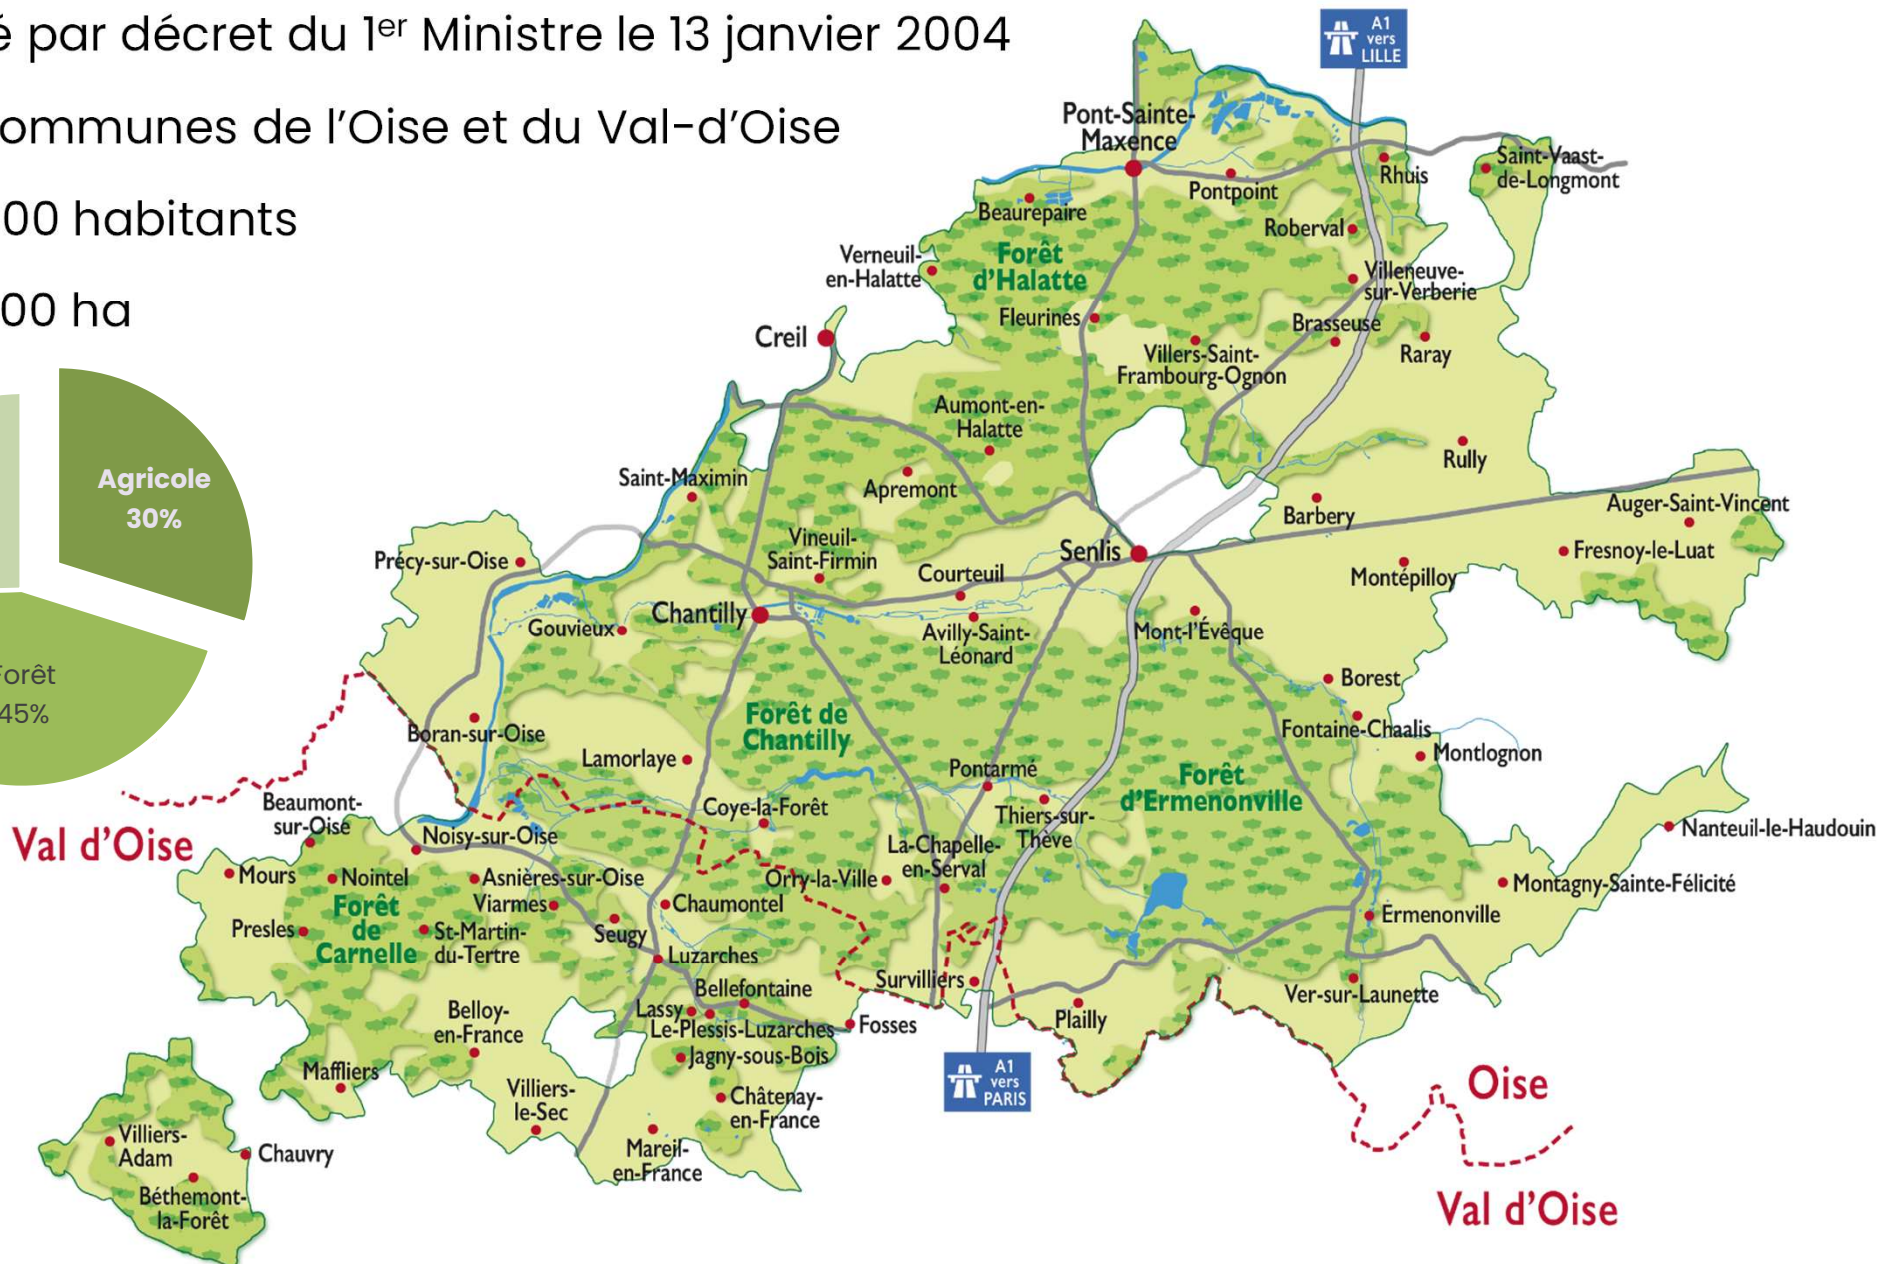 é par décret du 1er Ministre le 13 janvier 2004
ommunes de l'Oise et du Val-d'Oise
00 habitants
00 ha
Agricole
30%
Forêt
45%
A1
vers
LILLE
Pont-Sainte-
Maxence
Saint-Vaast-
de-Longmont
Rhuis
Pontpoint
Beaurepaire
Roberval
Verneuil-
en-Halatte
Forêt
d'Halatte
Villeneuve-
sur-Verberie
Fleurines
Brasseuse
Creil
Villers-Saint-
Frambourg-Ognon
Raray
Aumont-en-
Halatte
Rully
Saint-Maximin
Apremont
Barbery
Auger-Saint-Vincent
Vineuil-
Saint-Firmin
Senlis
Fresnoy-le-Luat
Précy-sur-Oise
Courteuil
Montépilloy
Chantilly
Gouvieux
Avilly-Saint-
Léonard
Mont-l'Évêque
Borest
Forêt de
Chantilly
Boran-sur-Oise
Fontaine-Chaalis
Lamorlaye
Montlognon
Pontarmé
Forêt
d'Ermenonville
Beaumont-
sur-Oise
Coye-la-Forêt
Thiers-sur-
Thève
Val d'Oise
Noisy-sur-Oise
La-Chapelle-
en-Serval
Nanteuil-le-Haudouin
Mours
Nointel
Asnières-sur-Oise
Orry-la-Ville
Montagny-Sainte-Félicité
Viarmes
Chaumontel
Forêt
de
Carnelle
Presles
St-Martin-
du-Tertre
Seugy
Ermenonville
Luzarches
Survilliers
Bellefontaine
Ver-sur-Launette
Lassy
Le-Plessis-Luzarches
Fosses
Plailly
Belloy-
en-France
Jagny-sous-Bois
Maffliers
A1
vers
PARIS
Oise
Villiers-
le-Sec
Châtenay-
en-France
Villiers-
Adam
Chauvry
Mareil-
en-France
Béthemont-
la-Forêt
Val d'Oise